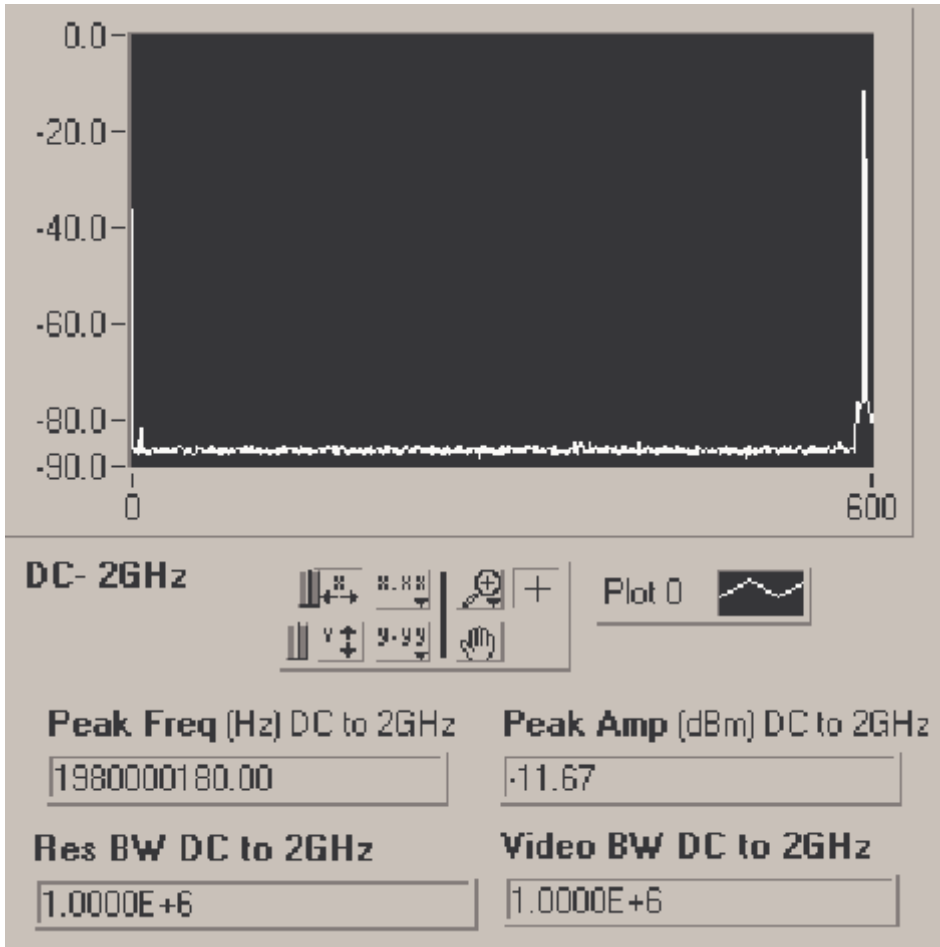 0.0
-20.0
-40.0
-60.0
-80.0
-90.0
0 600
DC- 2GHz
Plot 0
Peak Freq (Hz) DC to 2GHz Peak Amp (dBm) DC to 2GHz
1980000180.00 -11.67
Res BW DC to 2GHz Video BW DC to 2GHz
1.0000E+6 1.0000E+6